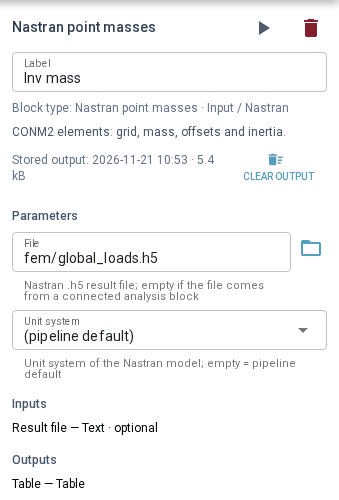 Nastran point masses
Label
Inv mass
Block type: Nastran point masses · Input / Nastran
CONM2 elements: grid, mass, offsets and inertia.
Stored output: 2026-11-21 10:53 · 5.4
kB
CLEAR OUTPUT
Parameters
File
fem/global_loads.h5
Nastran .h5 result file; empty if the file comes
from a connected analysis block
Unit system
(pipeline default)
Unit system of the Nastran model; empty = pipeline
default
Inputs
Result file — Text · optional
Outputs
Table — Table